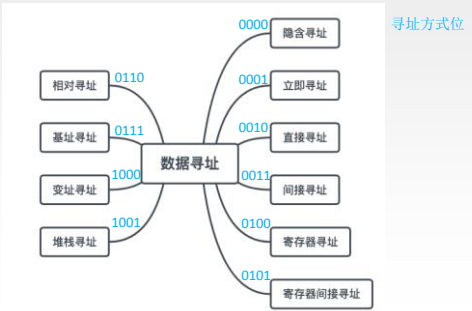 寻址方式位
0000
隐含寻址
0001
立即寻址
0010
直接寻址
0011
间接寻址
0100
寄存器寻址
0101
寄存器间接寻址
数据寻址
0110
相对寻址
0111
基址寻址
1000
变址寻址
1001
堆栈寻址